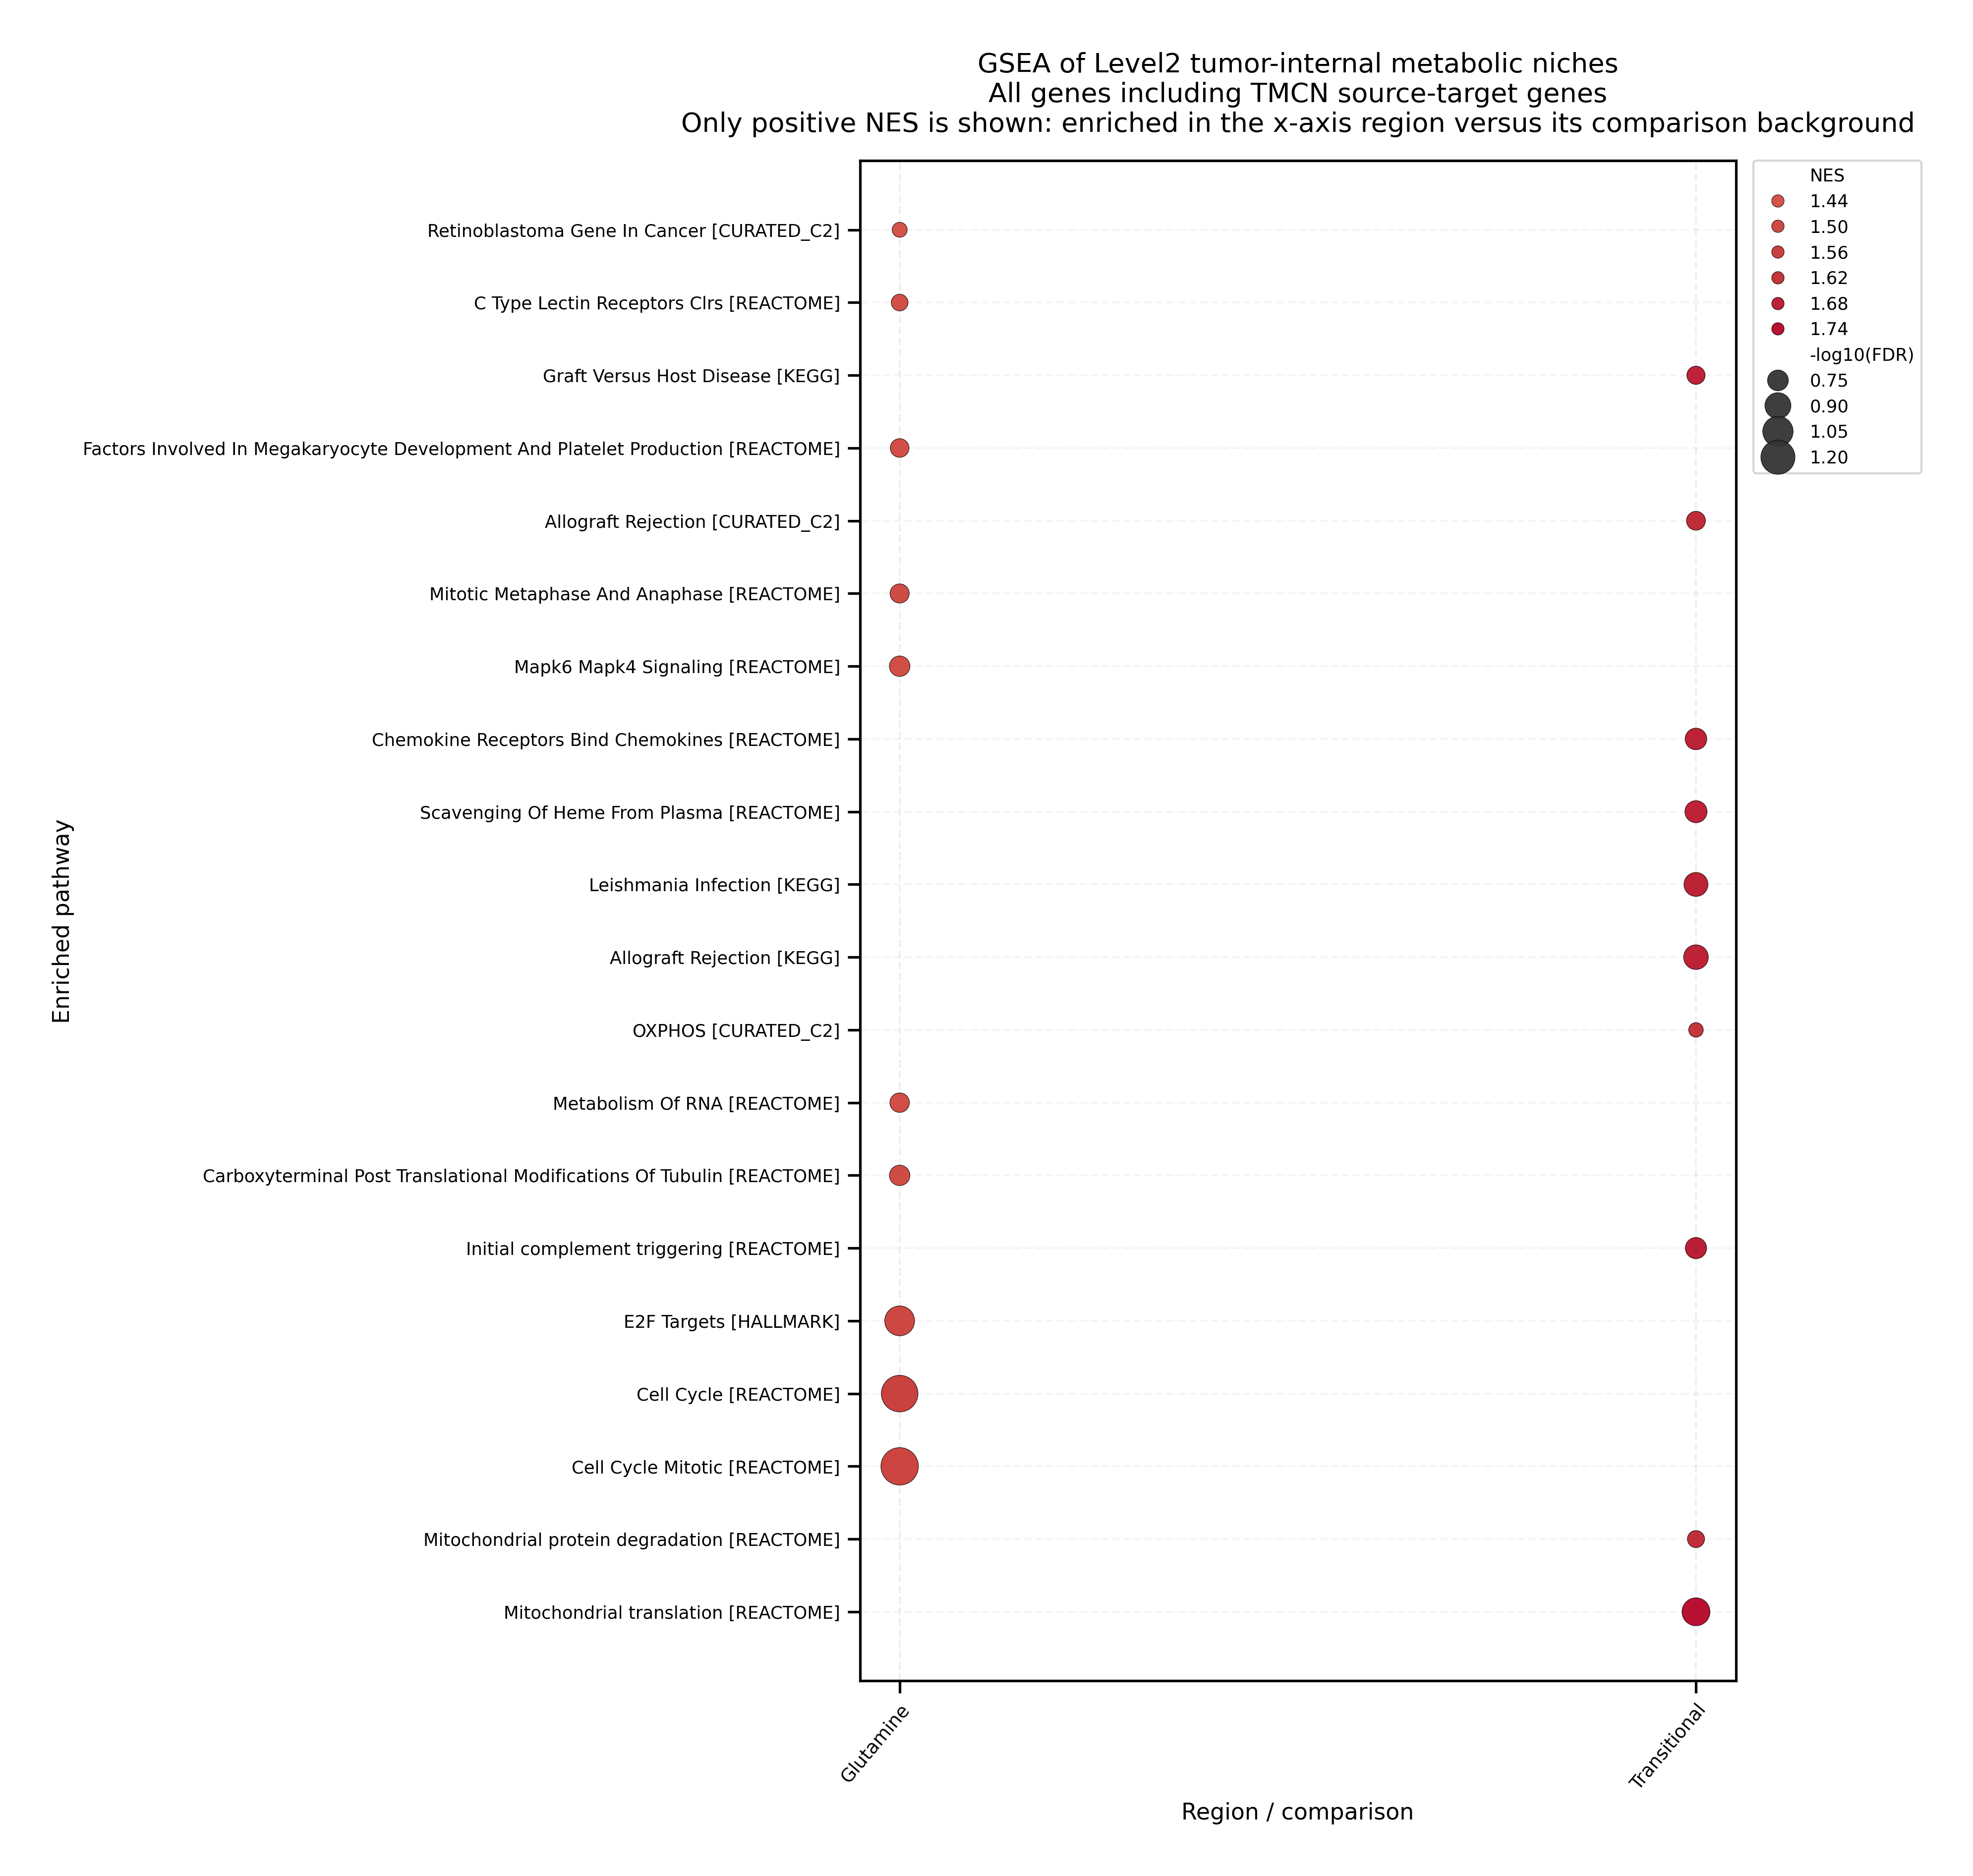 GSEA of Level2 tumor-internal metabolic niches
All genes including TMCN source-target genes
Only positive NES is shown: enriched in the x-axis region versus its comparison background
Enriched pathway
Retinoblastoma Gene In Cancer [CURATED_C2]
C Type Lectin Receptors Clrs [REACTOME]
Graft Versus Host Disease [KEGG]
Factors Involved In Megakaryocyte Development And Platelet Production [REACTOME]
Allograft Rejection [CURATED_C2]
Mitotic Metaphase And Anaphase [REACTOME]
Mapk6 Mapk4 Signaling [REACTOME]
Chemokine Receptors Bind Chemokines [REACTOME]
Scavenging Of Heme From Plasma [REACTOME]
Leishmania Infection [KEGG]
Allograft Rejection [KEGG]
OXPHOS [CURATED_C2]
Metabolism Of RNA [REACTOME]
Carboxyterminal Post Translational Modifications Of Tubulin [REACTOME]
Initial complement triggering [REACTOME]
E2F Targets [HALLMARK]
Cell Cycle [REACTOME]
Cell Cycle Mitotic [REACTOME]
Mitochondrial protein degradation [REACTOME]
Mitochondrial translation [REACTOME]
NES
1.44
1.50
1.56
1.62
1.68
1.74
-log10(FDR)
0.75
0.90
1.05
1.20
Glutamine
Transitional
Region / comparison